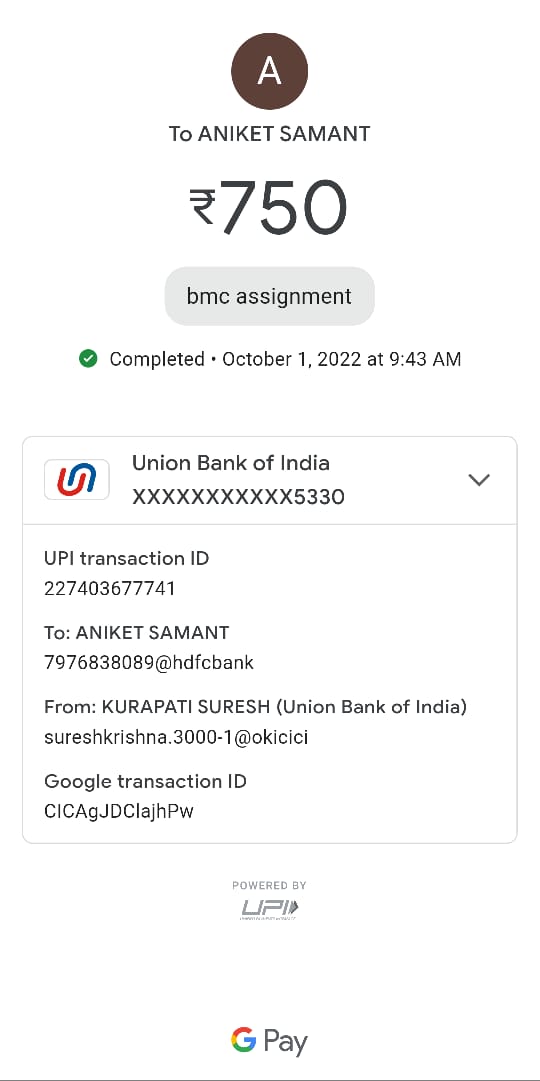 A
To ANIKET SAMANT
₹750
bmc assignment
Completed • October 1, 2022 at 9:43 AM
Union Bank of India
XXXXXXXXXXX5330
UPI transaction ID
227403677741
To: ANIKET SAMANT
7976838089@hdfcbank
From: KURAPATI SURESH (Union Bank of India)
sureshkrishna.3000-1@okicici
Google transaction ID
CICAgJDClajhPw
POWERED BY
UPI
G Pay